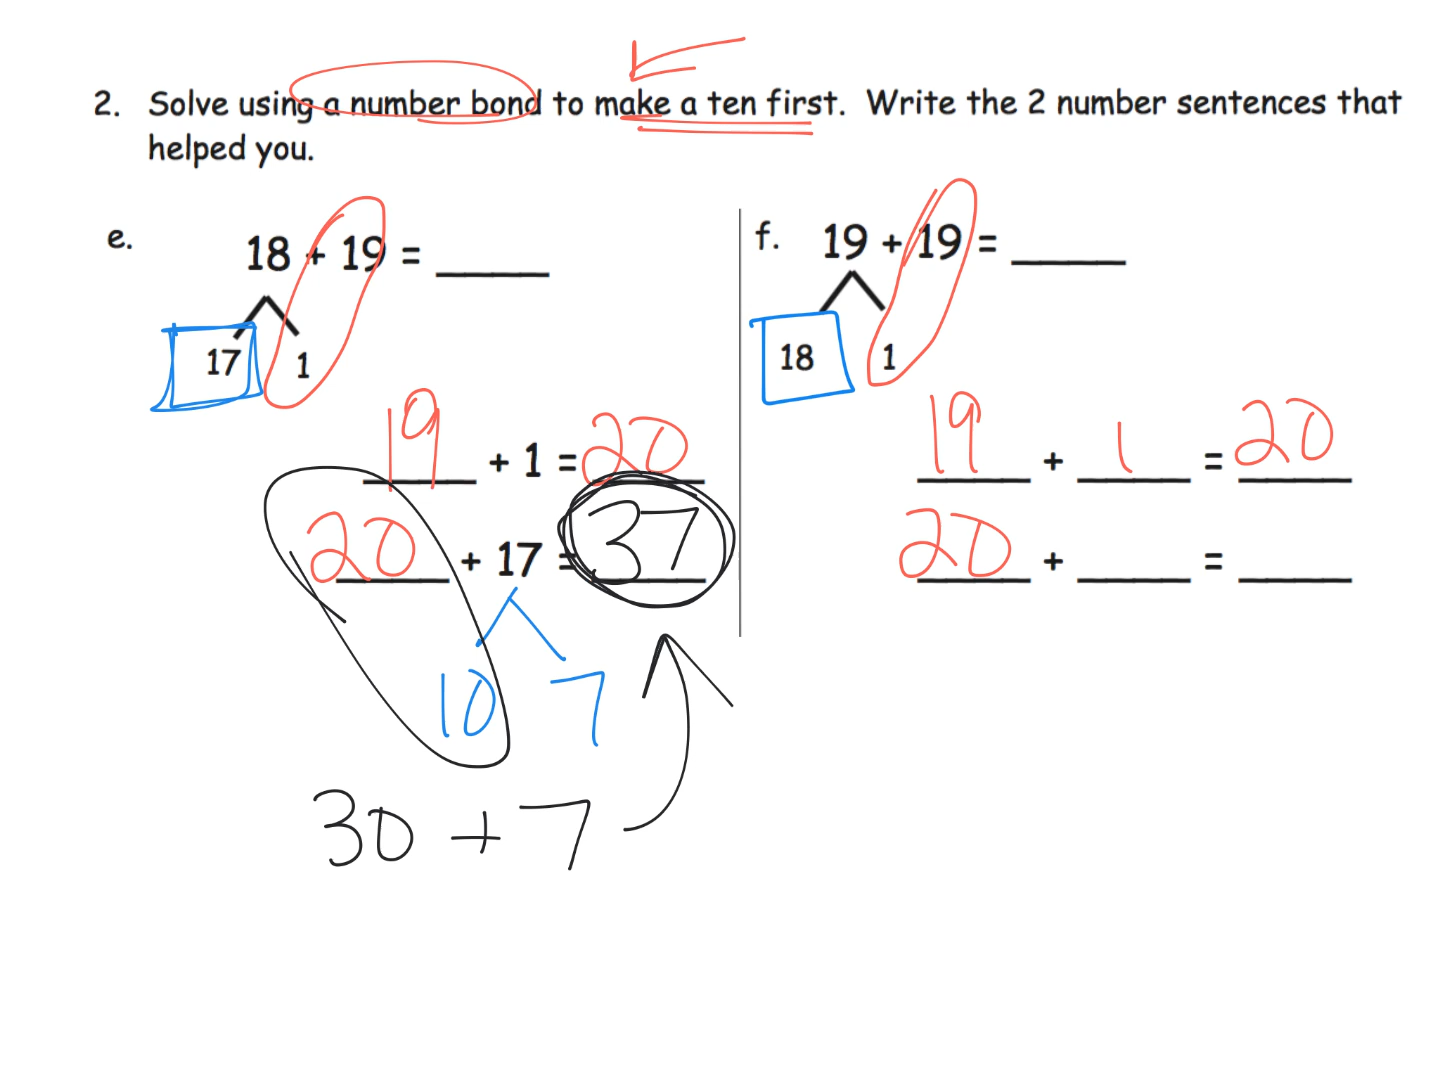 2. Solve using a number bond to make a ten first. Write the 2 number sentences that
helped you.
e. 18 + 19 = ____
17 1
19 + 1 = 20
20 + 17 = 37
10 7
30 + 7
f. 19 + 19 = ____
18 1
19 + 1 = 20
20 + ____ = ____